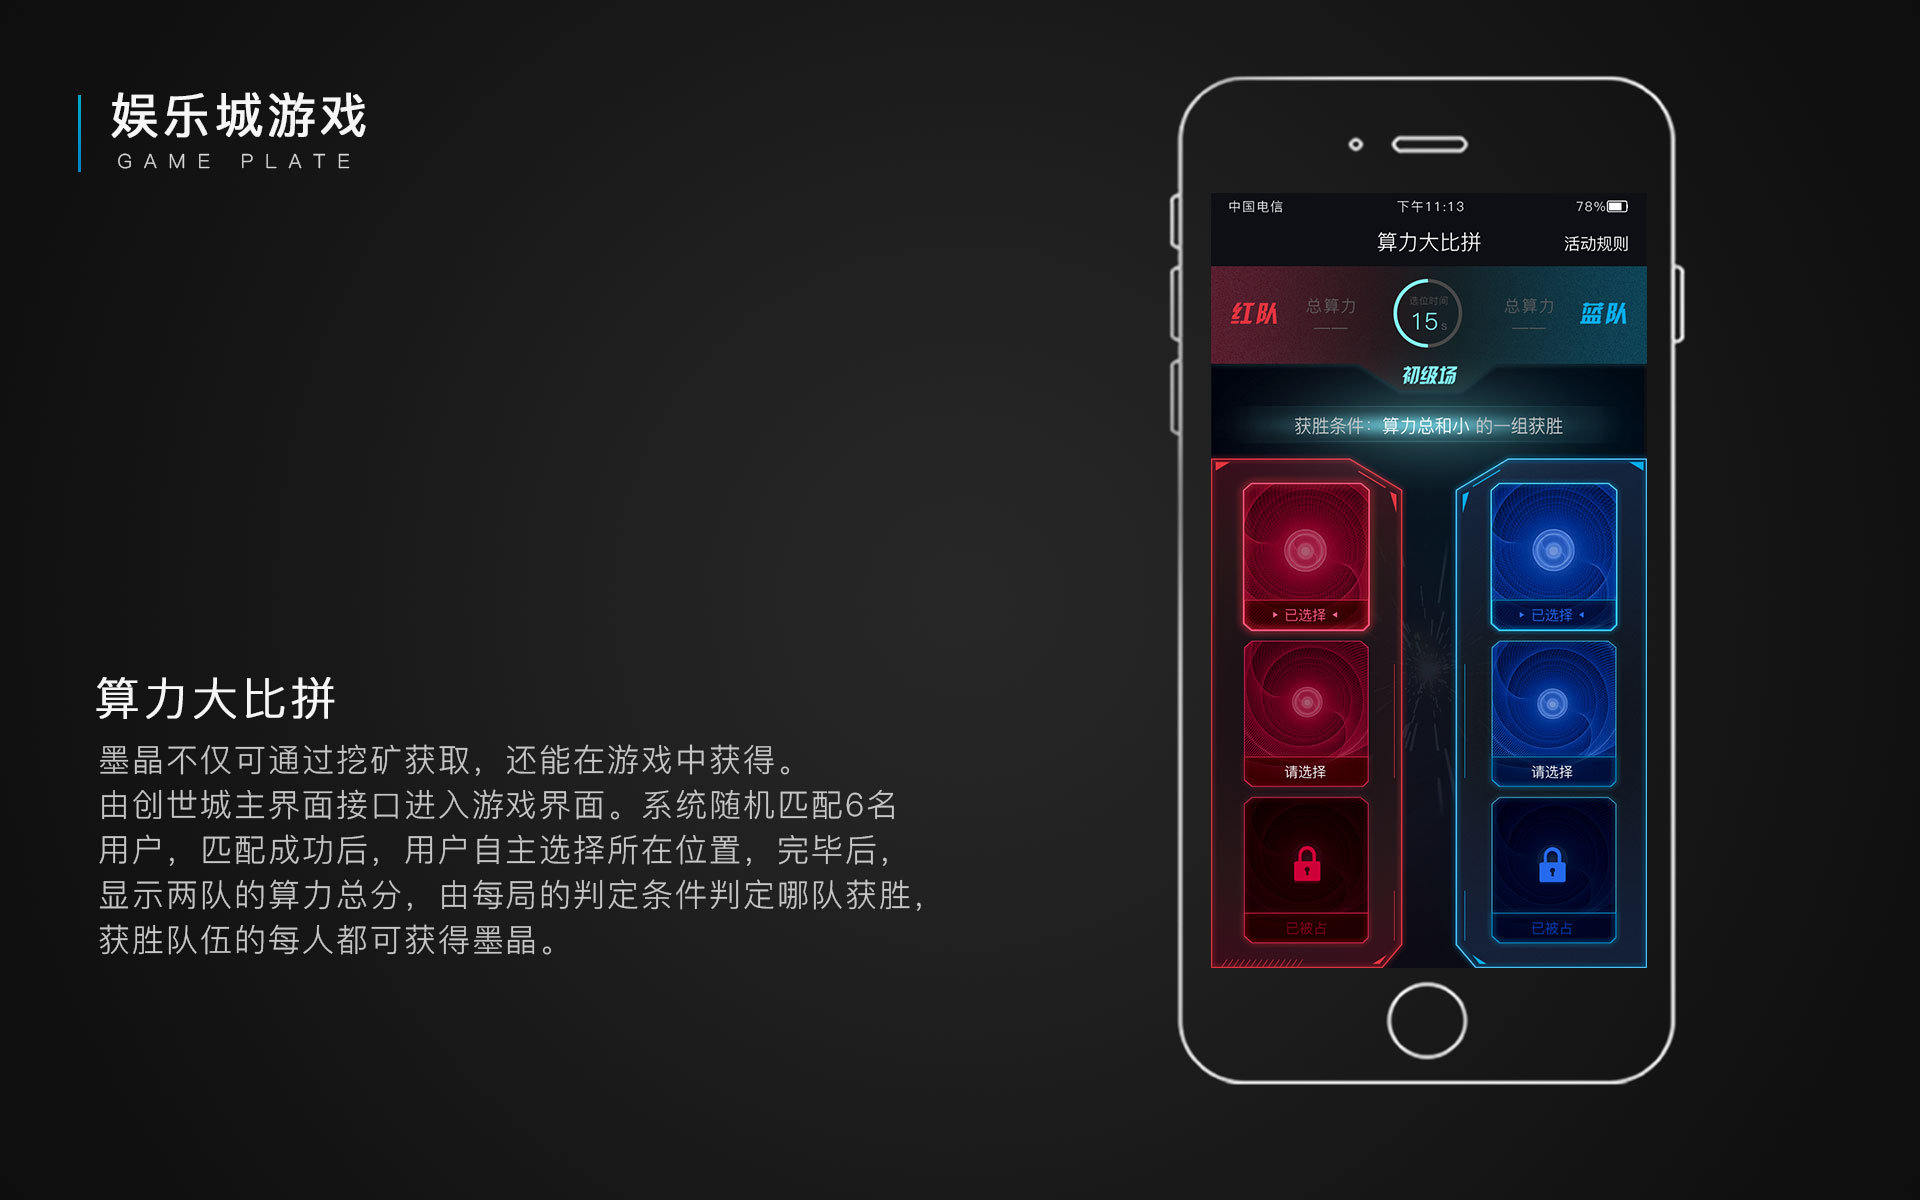 娱乐城游戏
GAME PLATE
算力大比拼
墨晶不仅可通过挖矿获取，还能在游戏中获得。
由创世城主界面接口进入游戏界面。系统随机匹配6名
用户，匹配成功后，用户自主选择所在位置，完毕后，
显示两队的算力总分，由每局的判定条件判定哪队获胜，
获胜队伍的每人都可获得墨晶。
中国电信 下午11:13 78%
算力大比拼 活动规则
红队 总算力 选位时间 总算力 蓝队
—— 15s ——
初级场
获胜条件：算力总和小 的一组获胜
已选择 已选择
请选择 请选择
已被占 已被占